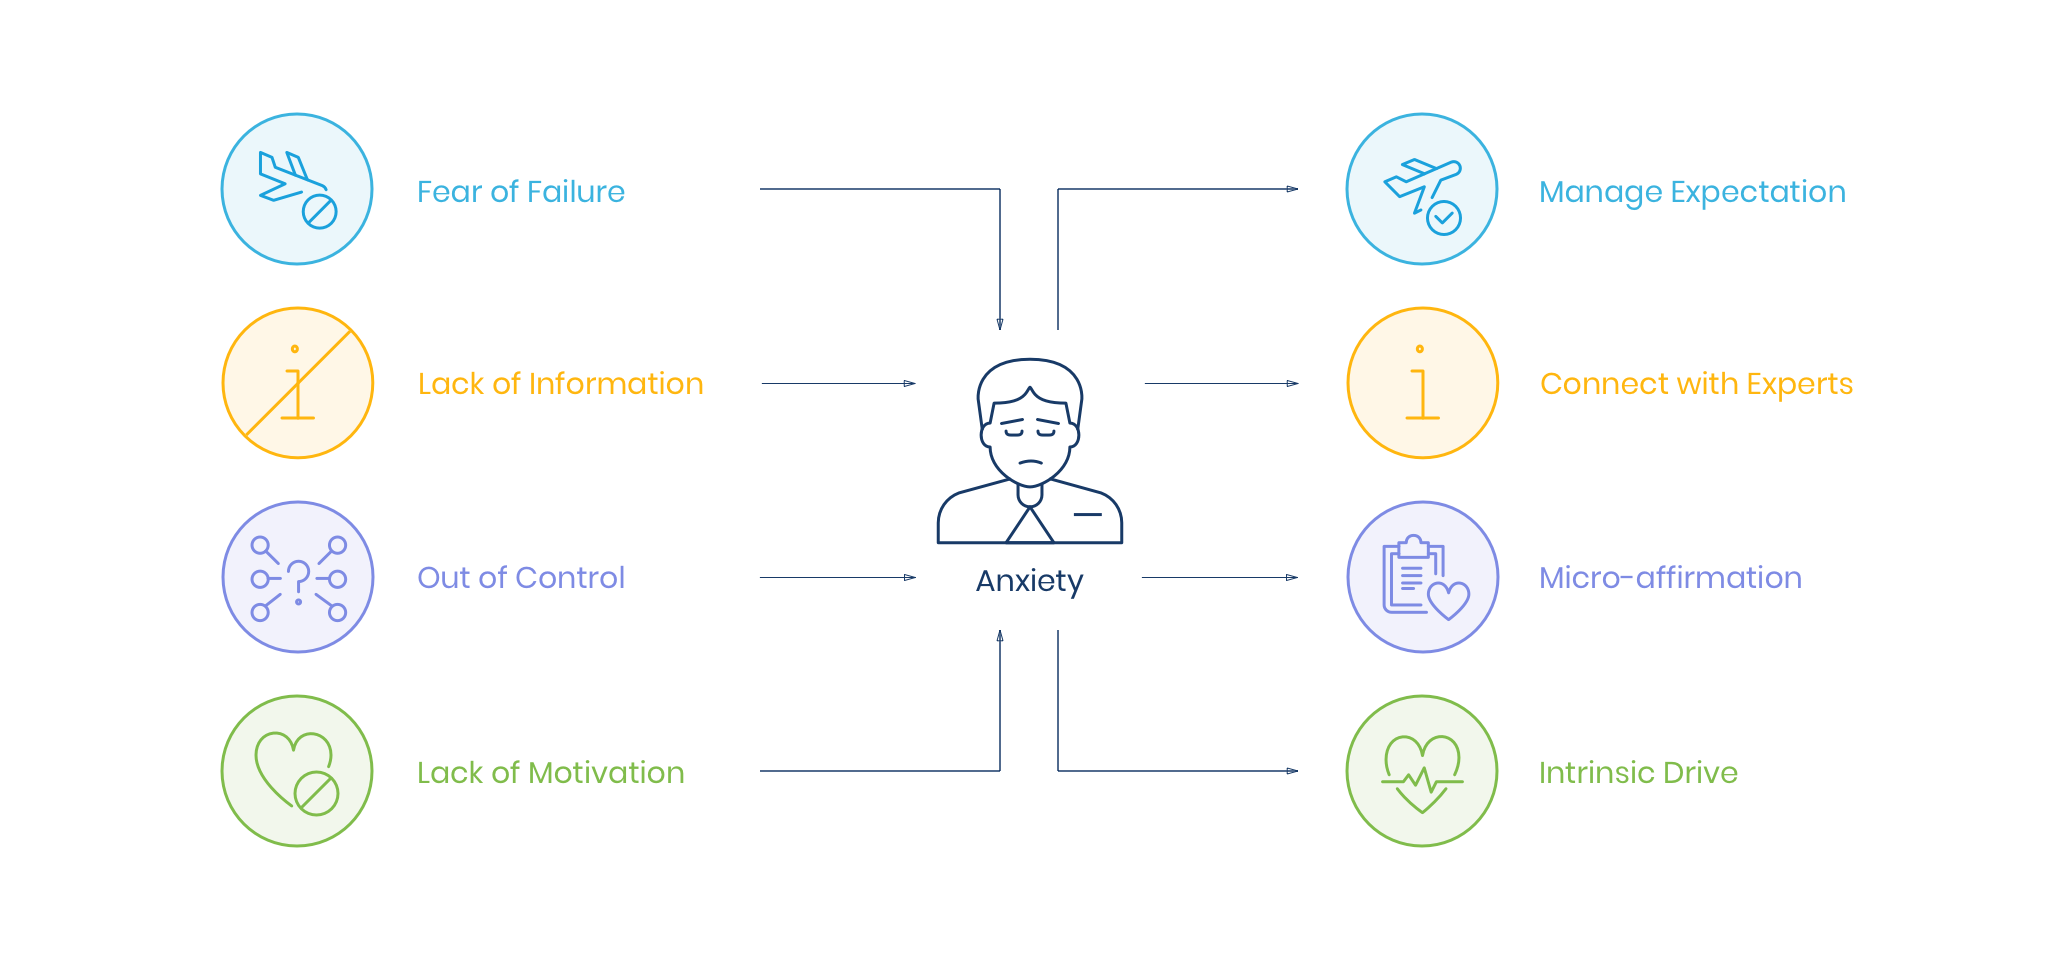 Fear of Failure
Manage Expectation
Lack of Information
Connect with Experts
Out of Control
Anxiety
Micro-affirmation
Lack of Motivation
Intrinsic Drive